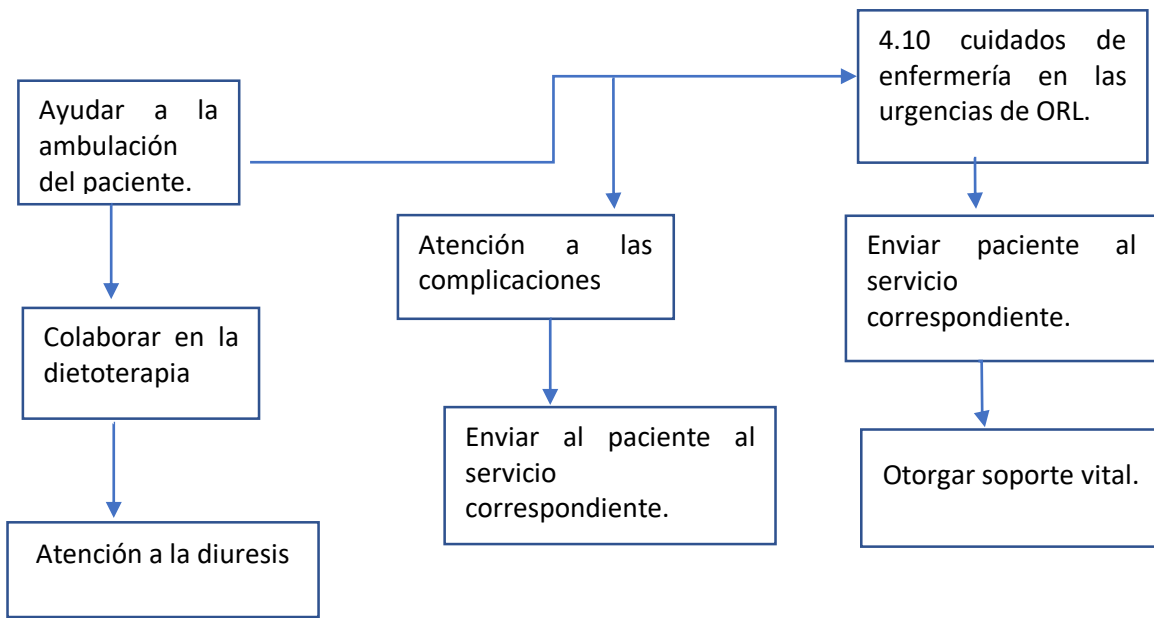 Ayudar a la
ambulación
del paciente.
Colaborar en la
dietoterapia
Atención a la diuresis
Atención a las
complicaciones
Enviar al paciente al
servicio
correspondiente.
4.10 cuidados de
enfermería en las
urgencias de ORL.
Enviar paciente al
servicio
correspondiente.
Otorgar soporte vital.